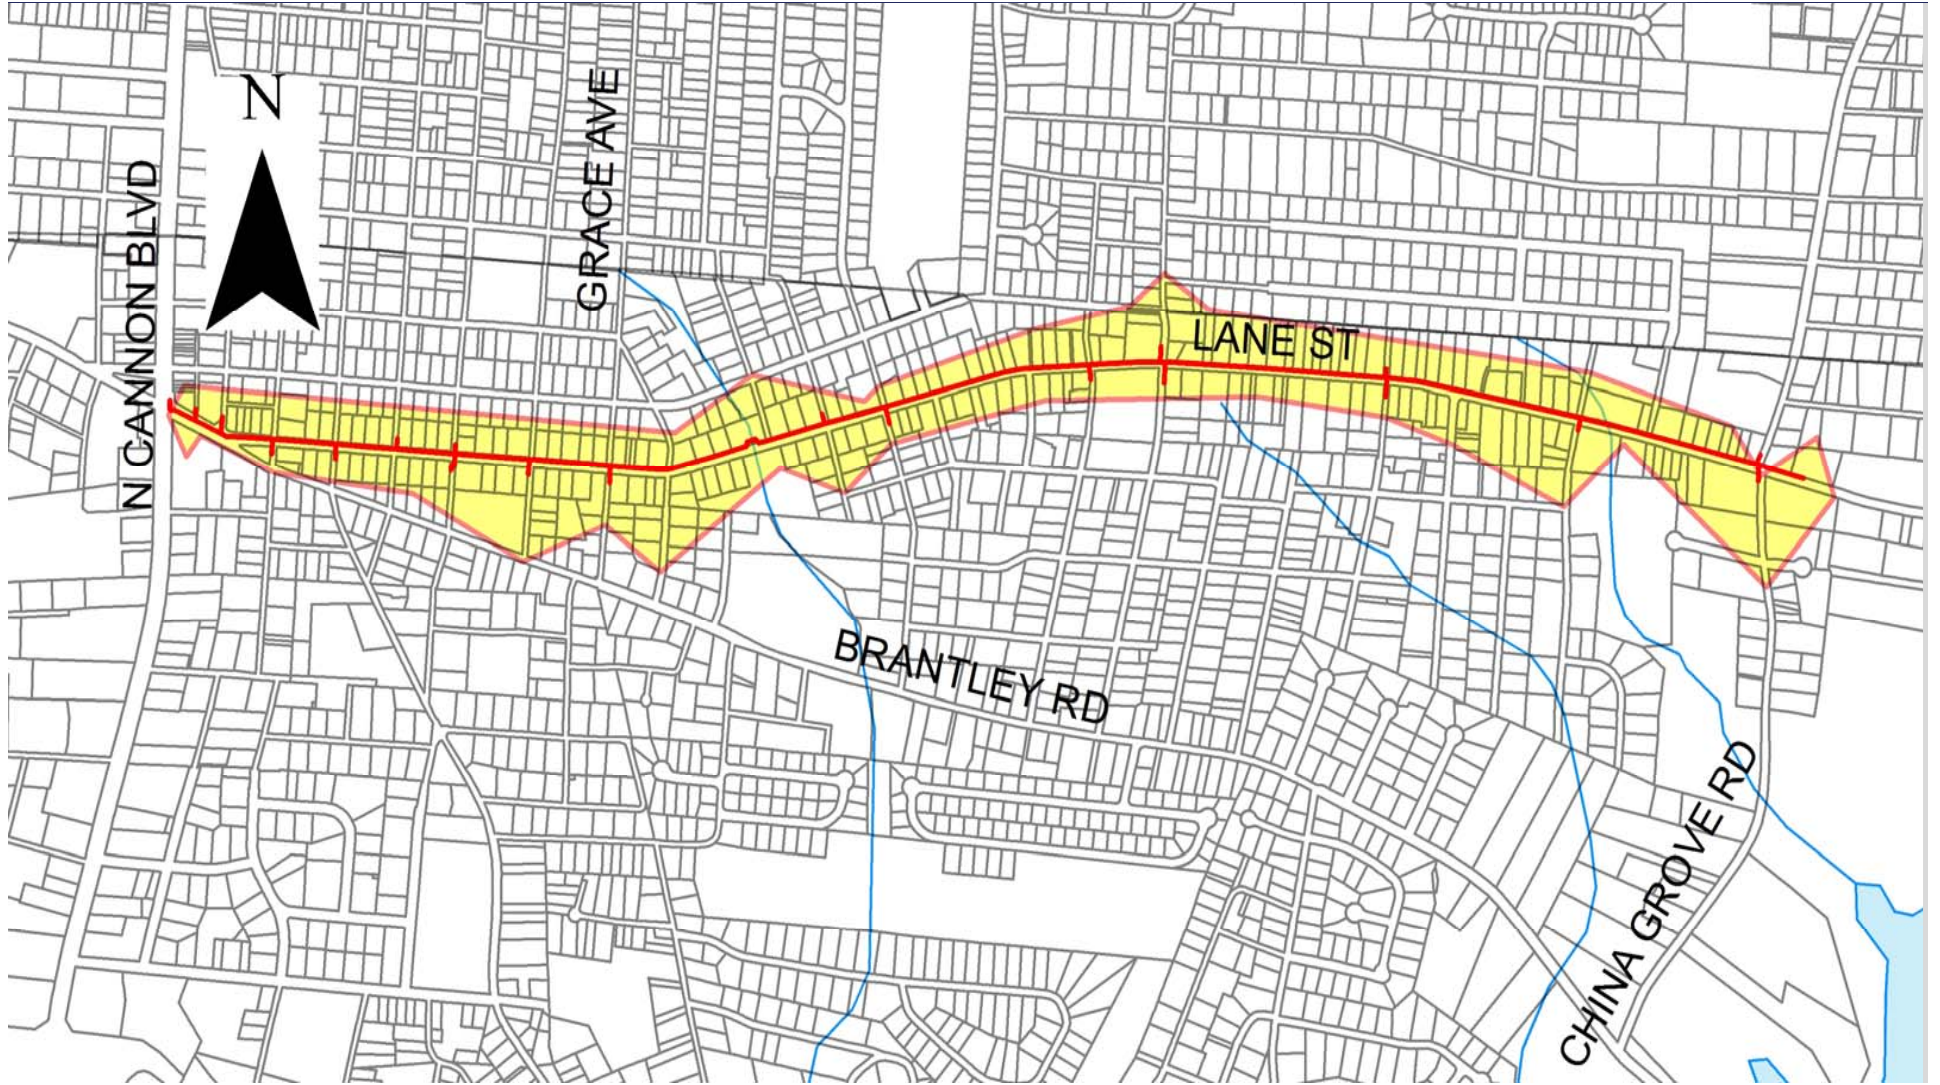 N
GRACE AVE
N CANNON BLVD
LANE ST
BRANTLEY RD
CHINA GROVE RD